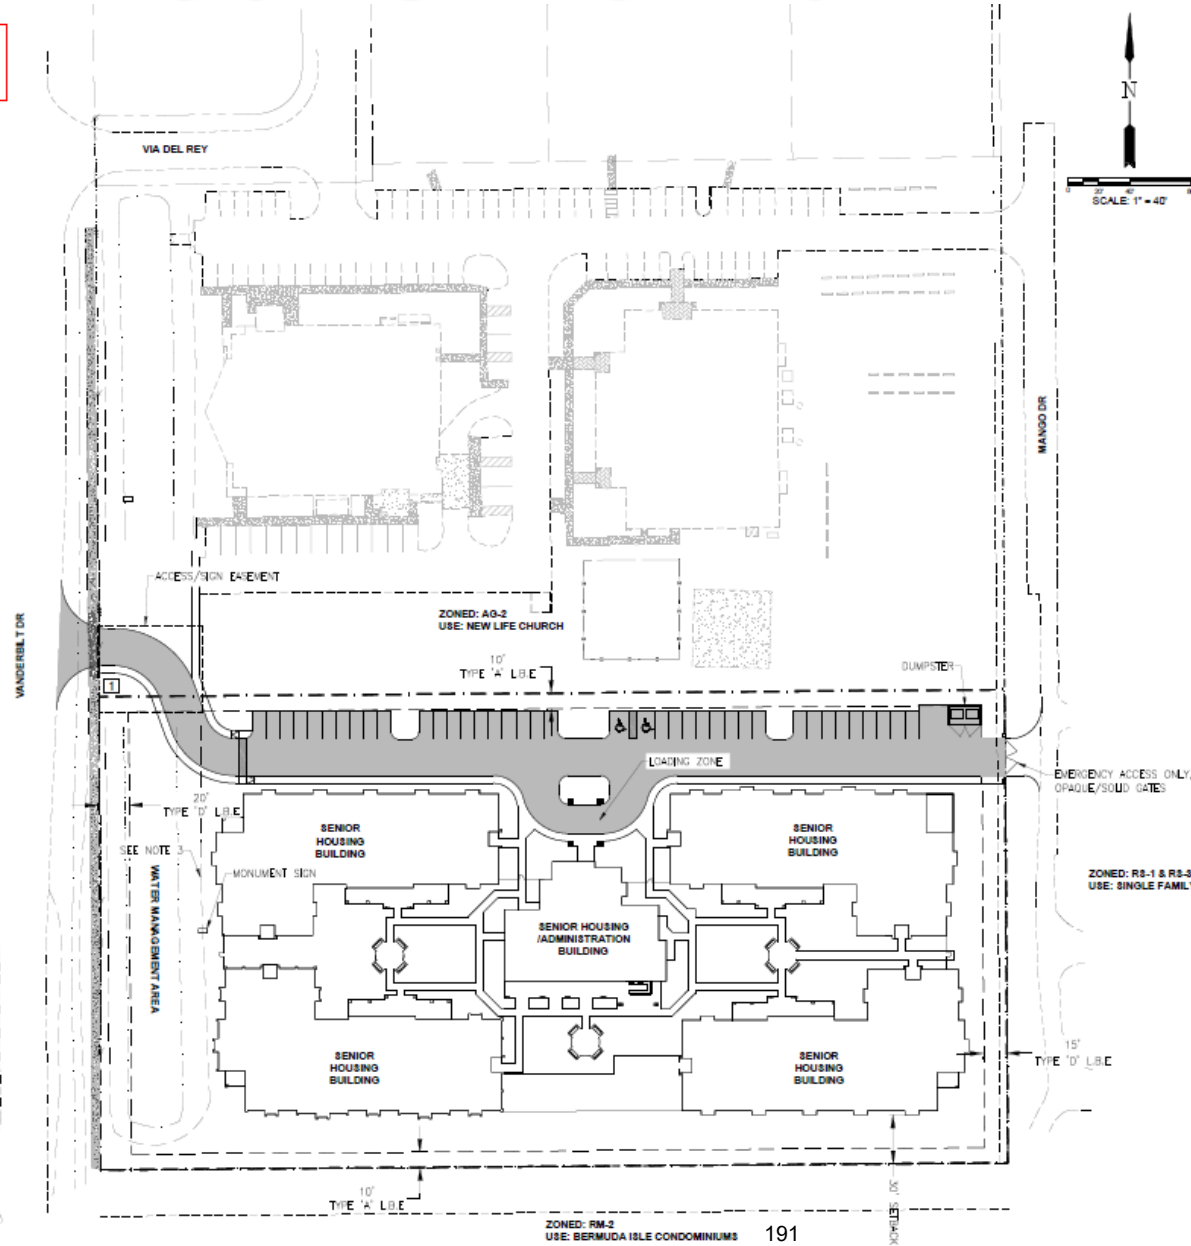 VIA DEL REY
N
0 20' 40' 80
SCALE: 1" = 40'
MANGO DR
ACCESS/SIGN EASEMENT
ZONED: AG-2
USE: NEW LIFE CHURCH
VANDERBILT DR
10'
TYPE 'A' L.B.E
DUMPSTER
1
LOADING ZONE
EMERGENCY ACCESS ONLY,
OPAQUE/SOLID GATES
20'
TYPE 'D' L.B.E
SENIOR
HOUSING
BUILDING
SENIOR
HOUSING
BUILDING
SEE NOTE 3
MONUMENT SIGN
ZONED: RS-1 & RS-3
USE: SINGLE FAMILY
WATER MANAGEMENT AREA
SENIOR HOUSING
/ADMINISTRATION
BUILDING
SENIOR
HOUSING
BUILDING
SENIOR
HOUSING
BUILDING
15'
TYPE 'D' L.B.E
10'
TYPE 'A' L.B.E
30' SETBACK
ZONED: RM-2
USE: BERMUDA ISLE CONDOMINIUMS
191